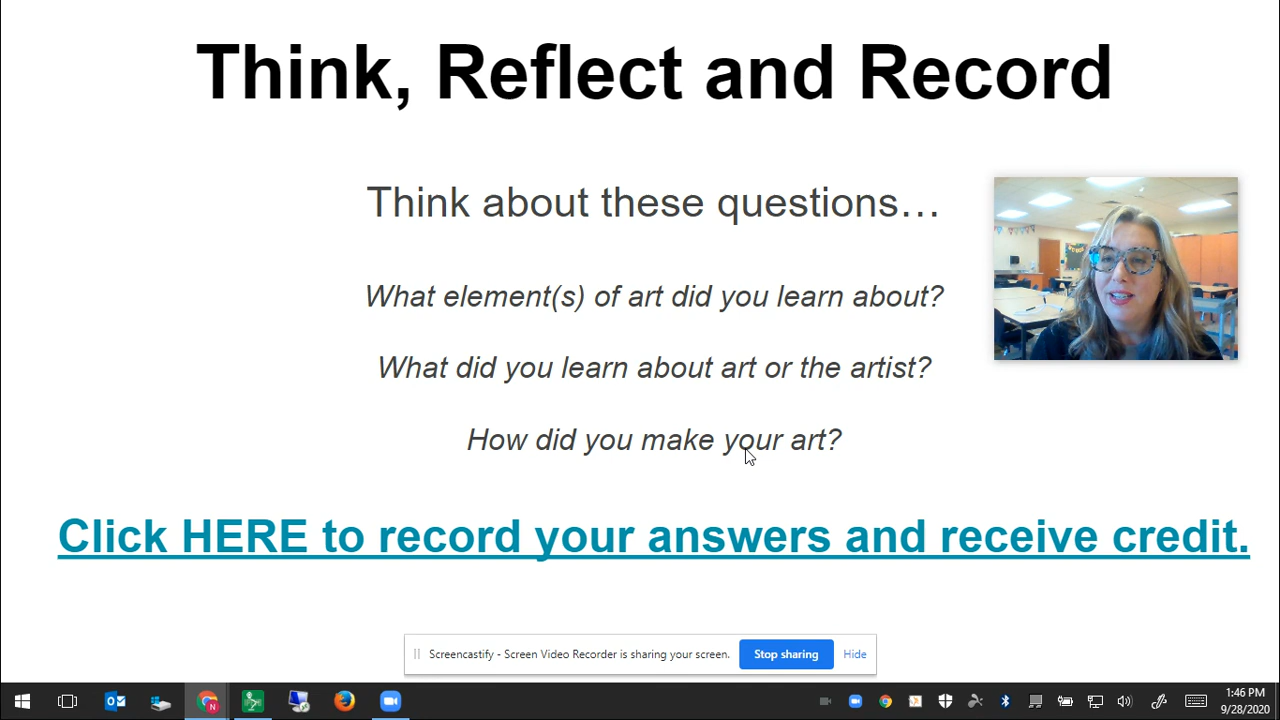 Think, Reflect and Record
Think about these questions…
What element(s) of art did you learn about?
What did you learn about art or the artist?
How did you make your art?
Click HERE to record your answers and receive credit.
Screencastify - Screen Video Recorder is sharing your screen.
Stop sharing
Hide
1:46 PM
9/28/2020